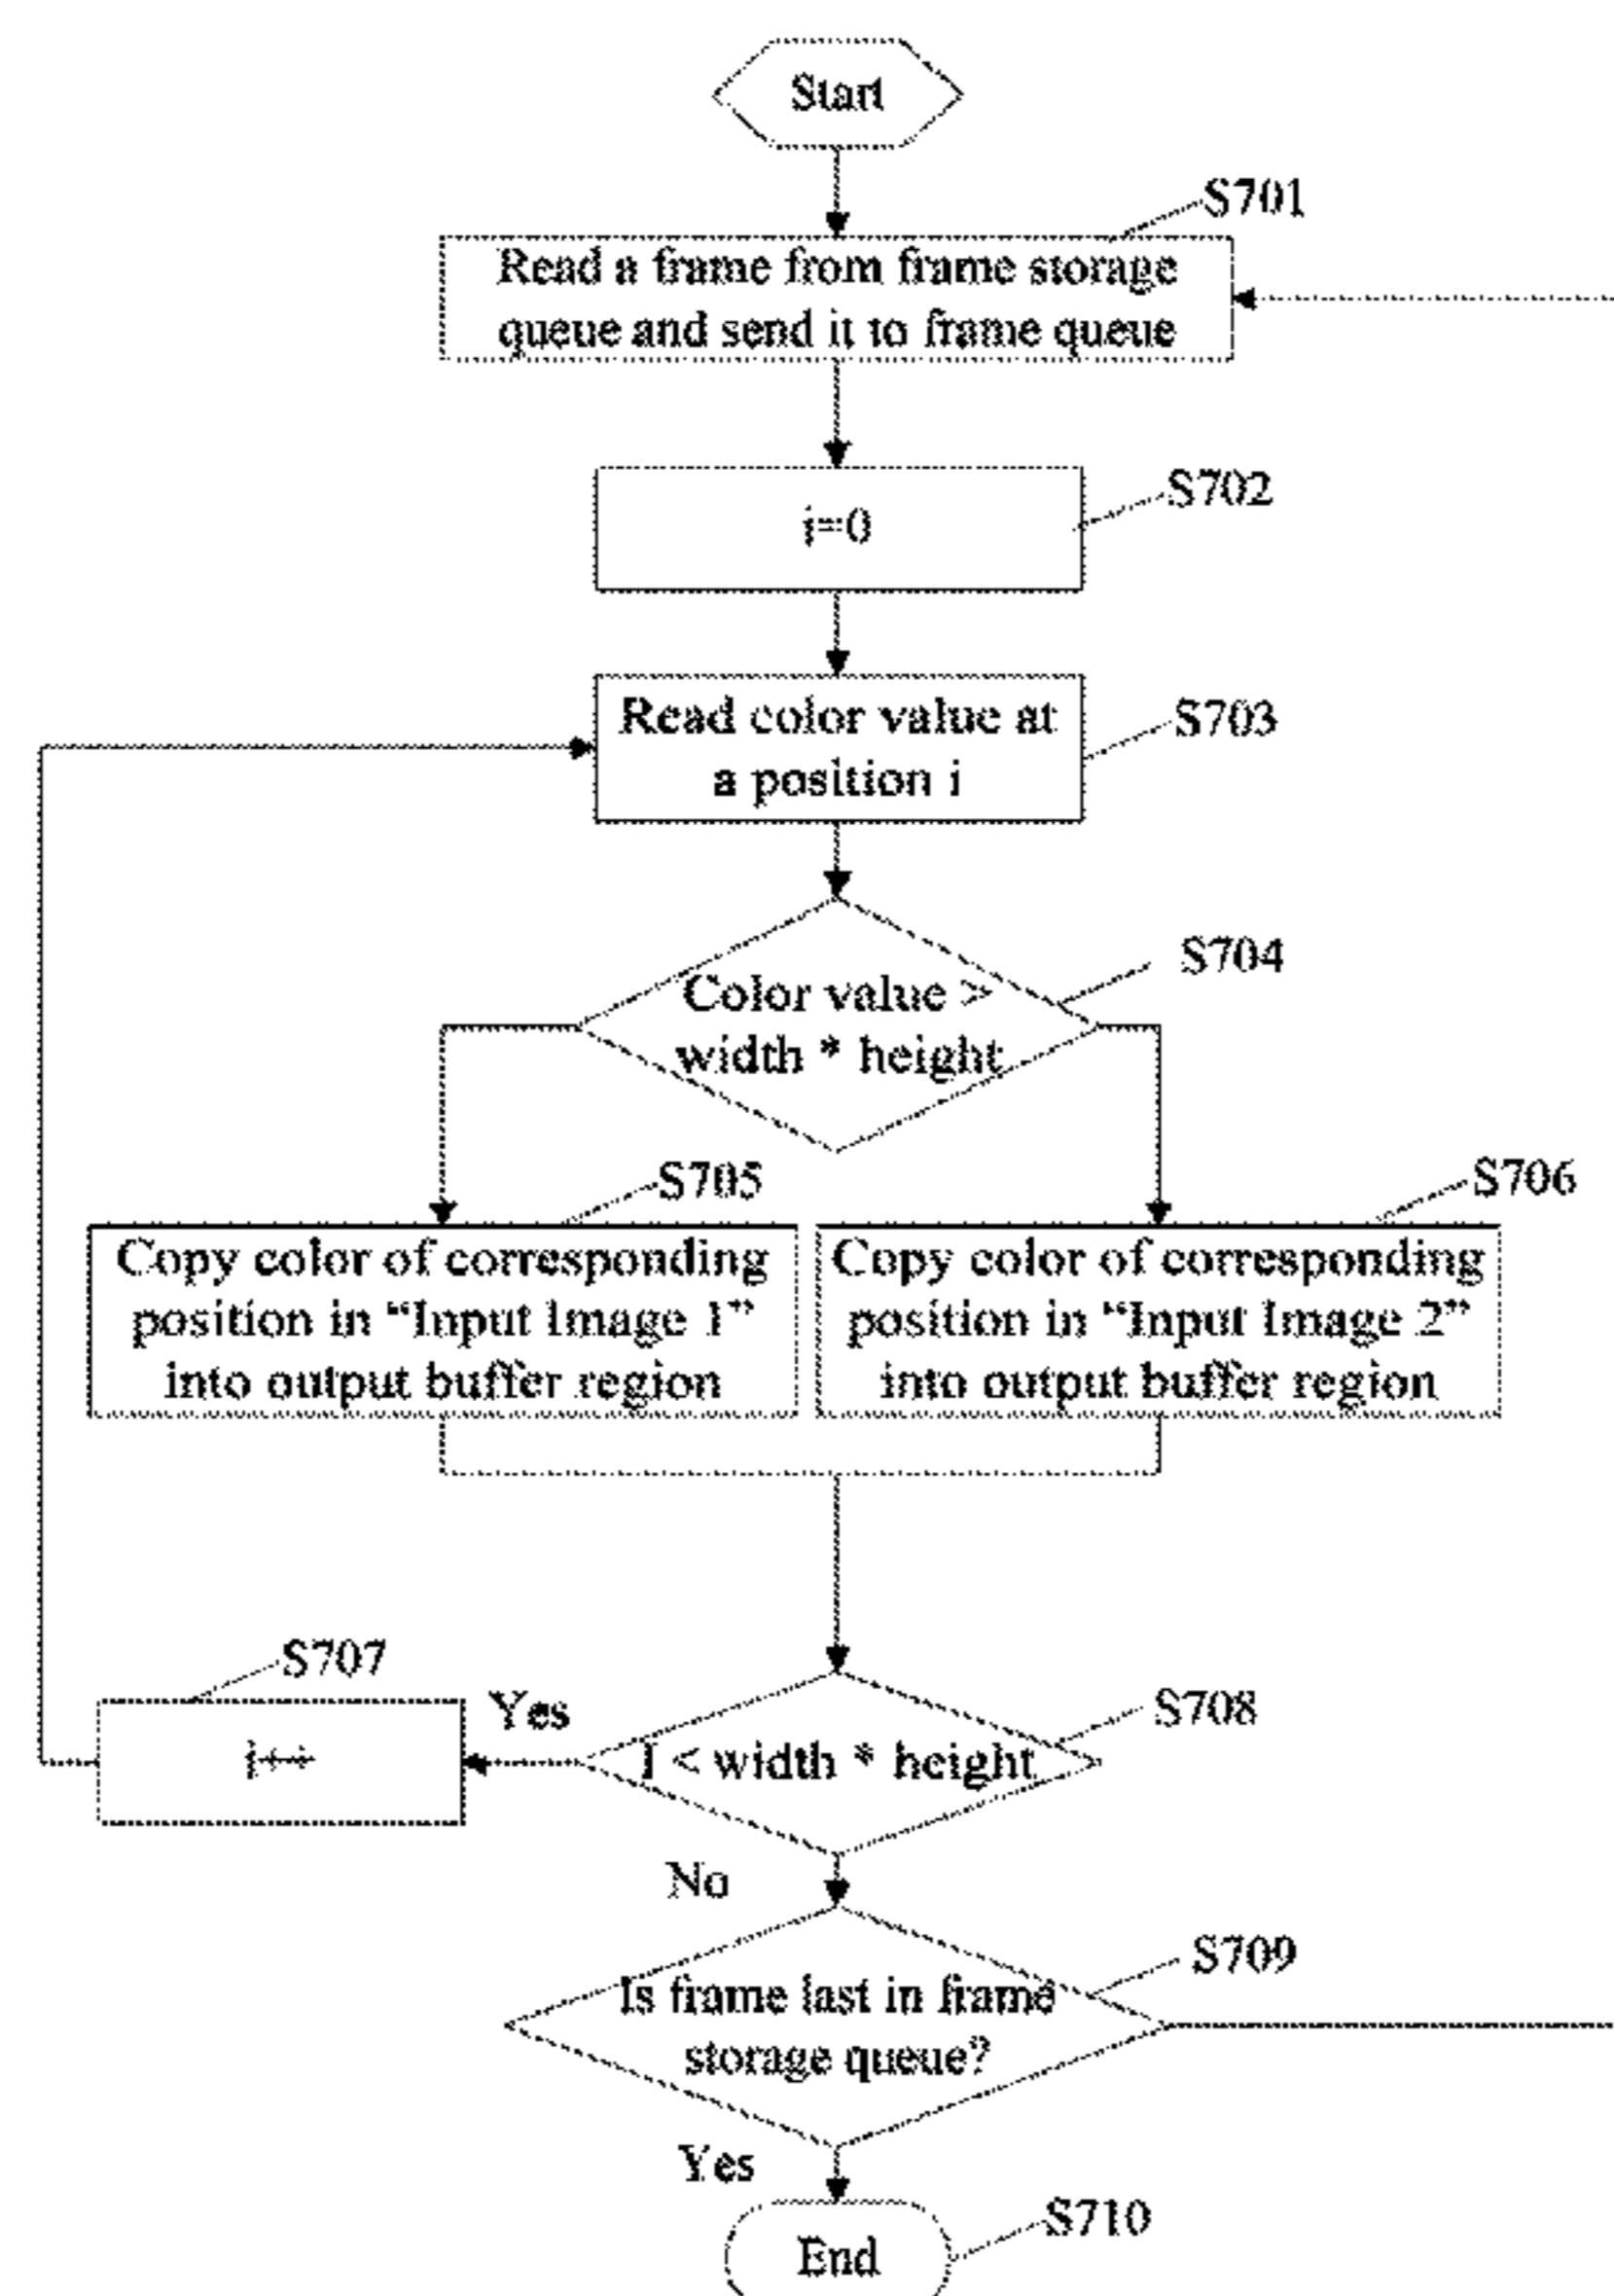 Start
S701
Read a frame from frame storage
queue and send it to frame queue
S702
i=0
S703
Read color value at
a position i
S704
Color value >
width * height
S705
S706
Copy color of corresponding
position in “Input Image 1”
into output buffer region
Copy color of corresponding
position in “Input Image 2”
into output buffer region
S707
Yes
S708
i++
I < width * height
No
S709
Is frame last in frame
storage queue?
Yes
S710
End